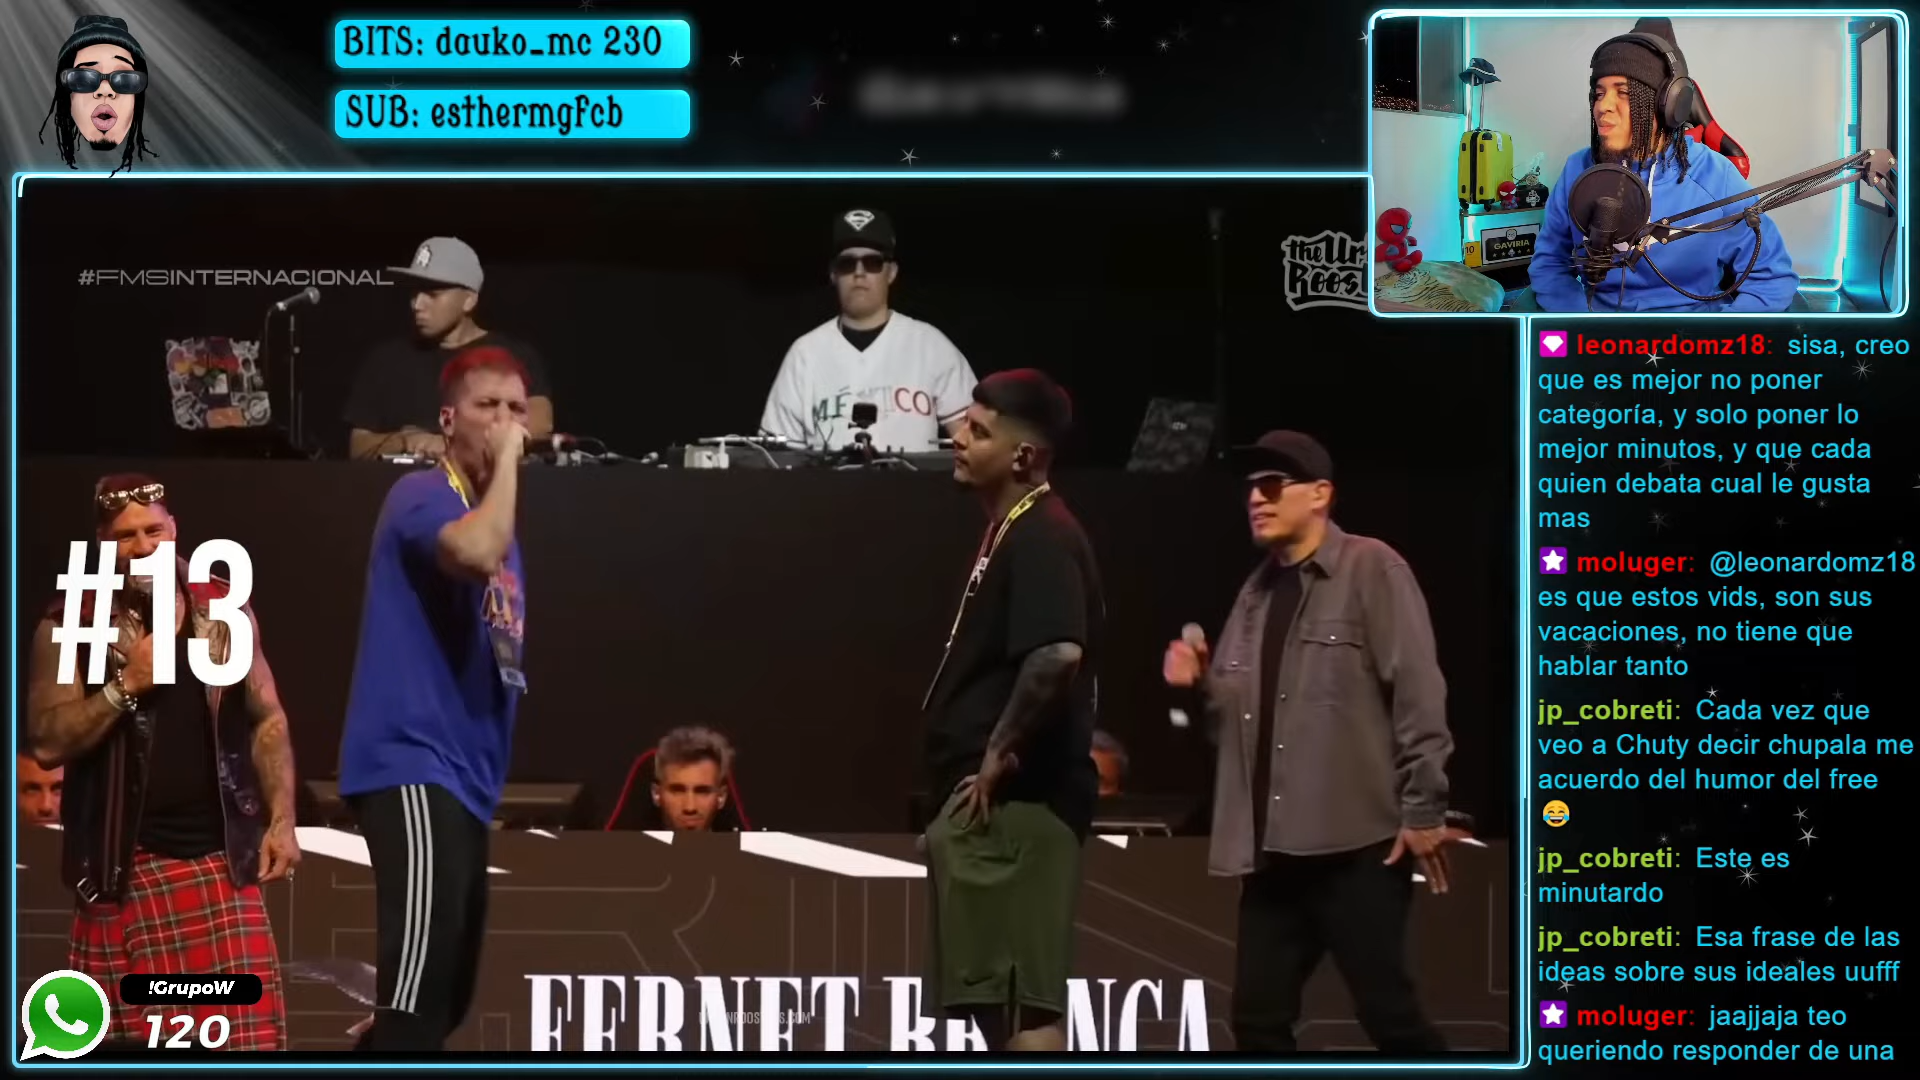 BITS: dauko_mc 230
SUB: esthermgfcb
#FMSINTERNACIONAL
GAVIRIA
MÉXICO
#13
FERNET BRANCA
!GrupoW
120
leonardomz18: sisa, creo
que es mejor no poner
categoría, y solo poner lo
mejor minutos, y que cada
quien debata cual le gusta
mas
moluger: @leonardomz18
es que estos vids, son sus
vacaciones, no tiene que
hablar tanto
jp_cobreti: Cada vez que
veo a Chuty decir chupala me
acuerdo del humor del free
😂
jp_cobreti: Este es
minutardo
jp_cobreti: Esa frase de las
ideas sobre sus ideales uufff
moluger: jaajjaja teo
queriendo responder de una